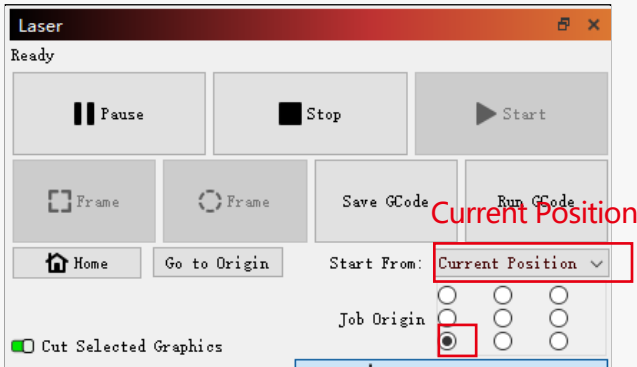 Laser
Ready
Pause
Stop
Start
Frame
Frame
Save GCode
Run GCode
Current Position
Home
Go to Origin
Start From:
Current Position
Job Origin
Cut Selected Graphics